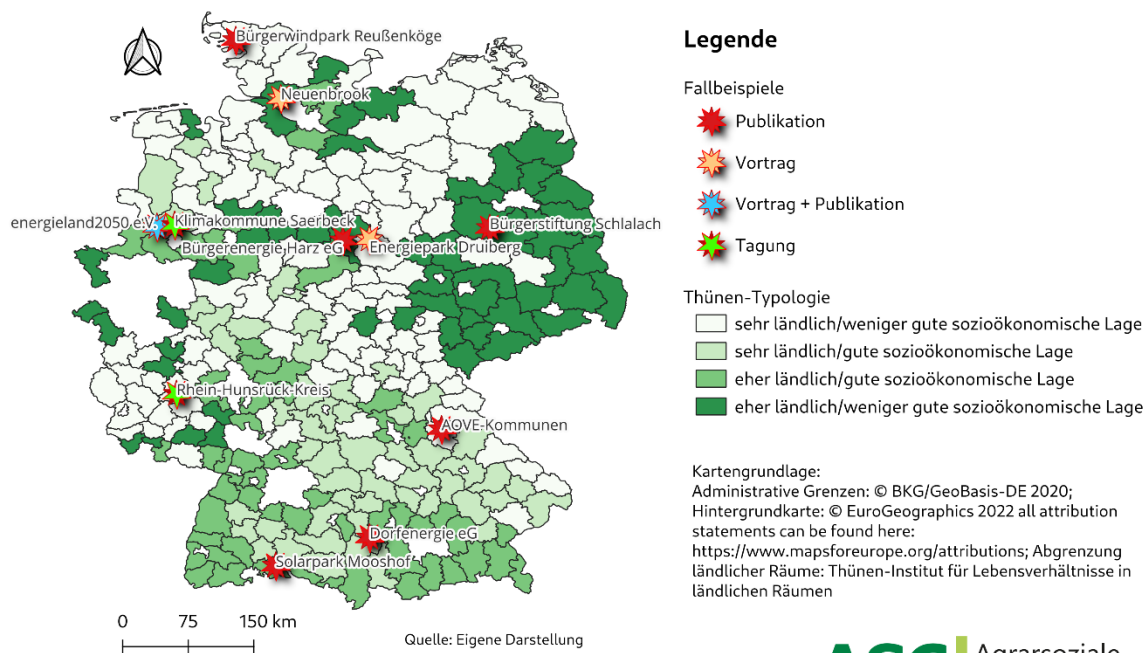 Bürgerwindpark Reußenköge
Neuenbrook
energieland2050 e.V.
Klimakommune Saerbeck
Bürgerenergie Harz eG
Energiepark Druiberg
Bürgerstiftung Schlalach
Rhein-Hunsrück-Kreis
AOVE-Kommunen
Dorfenergie eG
Solarpark Mooshof
0 75 150 km
Quelle: Eigene Darstellung
Legende
Fallbeispiele
Publikation
Vortrag
Vortrag + Publikation
Tagung
Thünen-Typologie
sehr ländlich/weniger gute sozioökonomische Lage
sehr ländlich/gute sozioökonomische Lage
eher ländlich/gute sozioökonomische Lage
eher ländlich/weniger gute sozioökonomische Lage
Kartengrundlage:
Administrative Grenzen: © BKG/GeoBasis-DE 2020;
Hintergrundkarte: © EuroGeographics 2022 all attribution
statements can be found here:
https://www.mapsforeurope.org/attributions; Abgrenzung
ländlicher Räume: Thünen-Institut für Lebensverhältnisse in
ländlichen Räumen
ASG Agrarsoziale